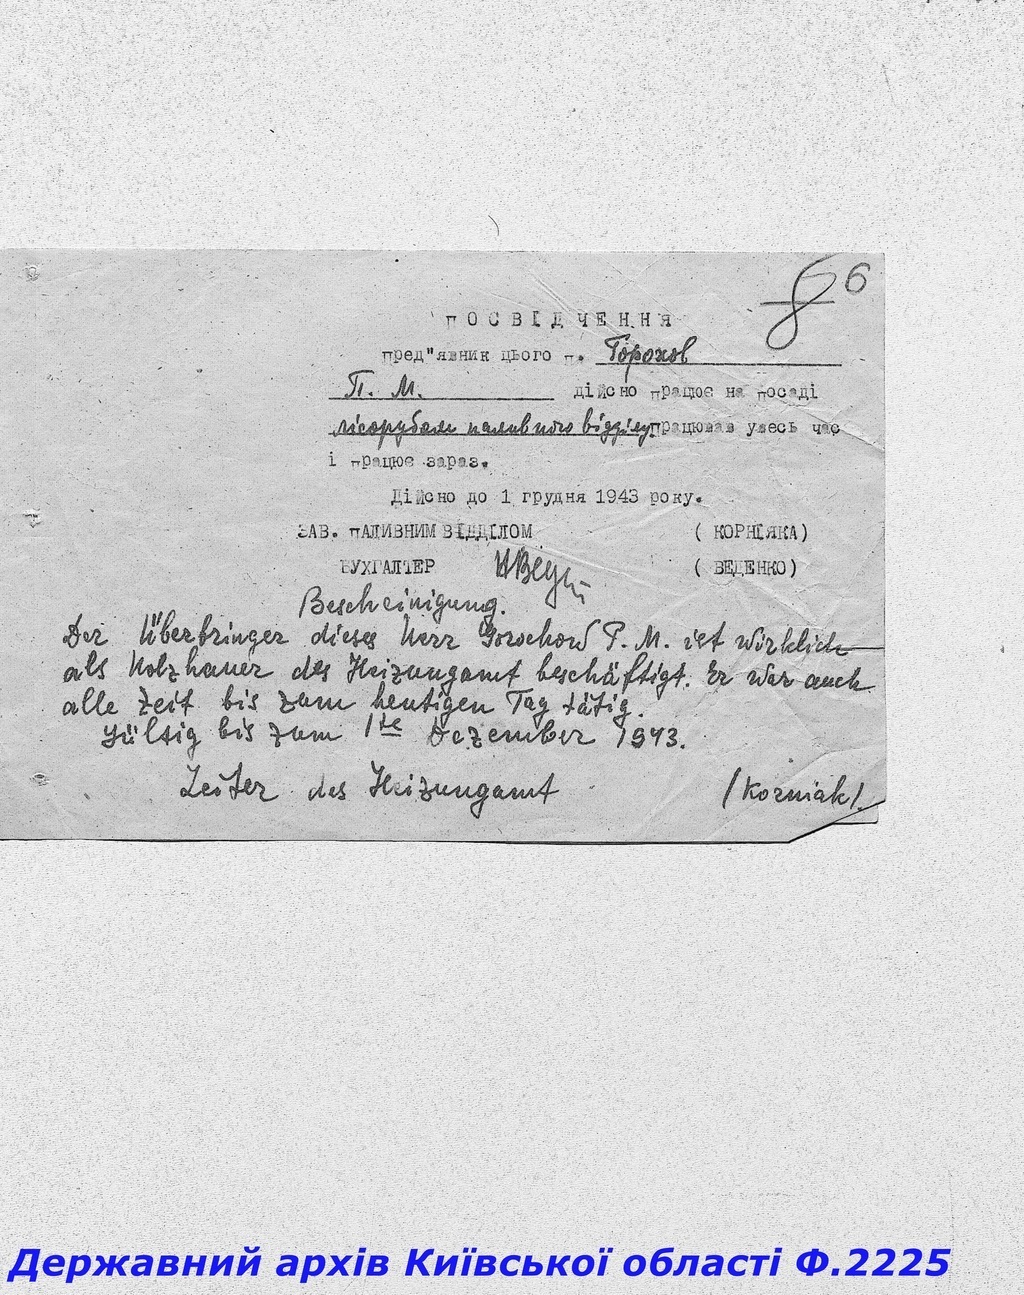 8 6
ПОСВІДЧЕННЯ
пред"явник цього п. Горохов
П. М. дійсно працює на посаді
лісорубом паливного відділу працював увесь час
і працює зараз.
Дійсно до 1 грудня 1943 року.
ЗАВ. ПАЛИВНИМ ВІДДІЛОМ ( КОРНІЯКА)
БУХГАЛТЕР ( ВЕДЕНКО)
Bescheinigung.
Der Überbringer dieses Herr Gorochow P. M. ist wirklich
als Holzhauer des Heizungamt beschäftigt. Er war auch
alle Zeit bis zum heutigen Tag tätig.
Gültig bis zum 1te Dezember 1943.
Leiter des Heizungamt /Korniak/.
Державний архів Київської області Ф.2225